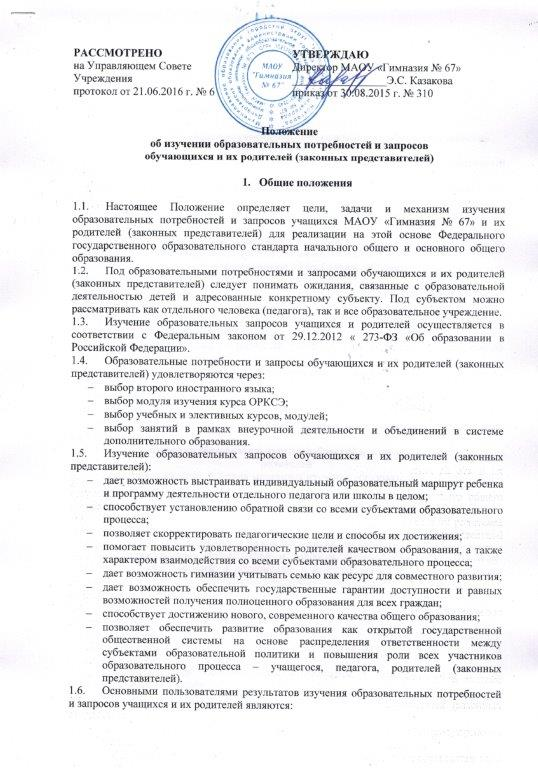 РАССМОТРЕНО
на Управляющем Совете
Учреждения
протокол от 21.06.2016 г. № 6
МАОУ
"Гимназия
№ 67"
УТВЕРЖДАЮ
Директор МАОУ «Гимназия № 67»
Э.С. Казакова
приказ от 30.08.2015 г. № 310
Положение
об изучении образовательных потребностей и запросов
обучающихся и их родителей (законных представителей)
1. Общие положения
1.1. Настоящее Положение определяет цели, задачи и механизм изучения
образовательных потребностей и запросов учащихся МАОУ «Гимназия № 67» и их
родителей (законных представителей) для реализации на этой основе Федерального
государственного образовательного стандарта начального общего и основного общего
образования.
1.2. Под образовательными потребностями и запросами обучающихся и их родителей
(законных представителей) следует понимать ожидания, связанные с образовательной
деятельностью детей и адресованные конкретному субъекту. Под субъектом можно
рассматривать как отдельного человека (педагога), так и все образовательное учреждение.
1.3. Изучение образовательных запросов учащихся и родителей осуществляется в
соответствии с Федеральным законом от 29.12.2012 « 273-ФЗ «Об образовании в
Российской Федерации».
1.4. Образовательные потребности и запросы обучающихся и их родителей (законных
представителей) удовлетворяются через:
– выбор второго иностранного языка;
– выбор модуля изучения курса ОРКСЭ;
– выбор учебных и элективных курсов, модулей;
– выбор занятий в рамках внеурочной деятельности и объединений в системе
дополнительного образования.
1.5. Изучение образовательных запросов обучающихся и их родителей (законных
представителей):
– дает возможность выстраивать индивидуальный образовательный маршрут ребенка
и программу деятельности отдельного педагога или школы в целом;
– способствует установлению обратной связи со всеми субъектами образовательного
процесса;
– позволяет скорректировать педагогические цели и способы их достижения;
– помогает повысить удовлетворенность родителей качеством образования, а также
характером взаимодействия со всеми субъектами образовательного процесса;
– дает возможность гимназии учитывать семью как ресурс для совместного развития;
– дает возможность обеспечить государственные гарантии доступности и равных
возможностей получения полноценного образования для всех граждан;
– способствует достижению нового, современного качества общего образования;
– позволяет обеспечить развитие образования как открытой государственной
общественной системы на основе распределения ответственности между
субъектами образовательной политики и повышения роли всех участников
образовательного процесса – учащегося, педагога, родителей (законных
представителей).
1.6. Основными пользователями результатов изучения образовательных потребностей
и запросов учащихся и их родителей являются: